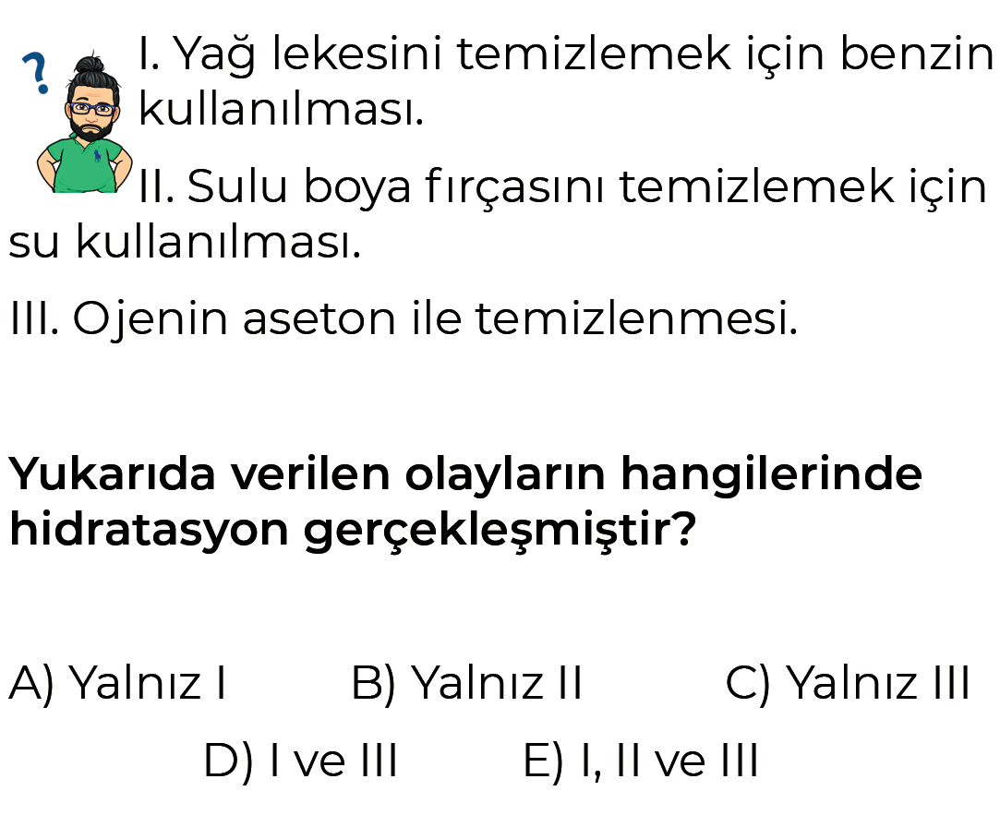 ?
I. Yağ lekesini temizlemek için benzin
kullanılması.
II. Sulu boya fırçasını temizlemek için
su kullanılması.
III. Ojenin aseton ile temizlenmesi.
Yukarıda verilen olayların hangilerinde
hidratasyon gerçekleşmiştir?
A) Yalnız I B) Yalnız II C) Yalnız III
D) I ve III E) I, II ve III